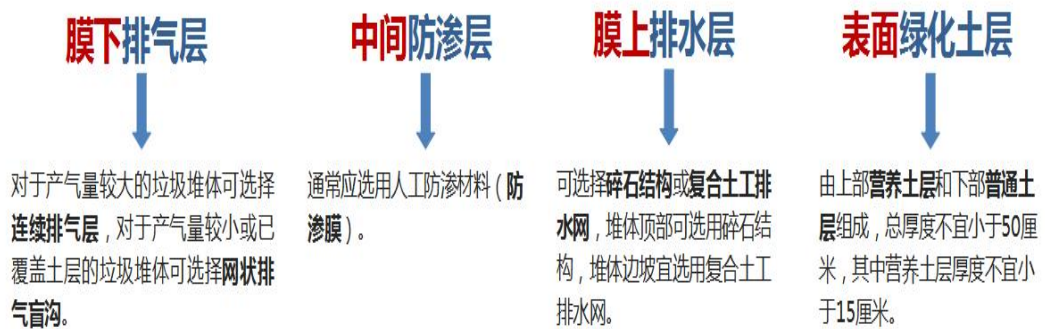 膜下排气层
对于产气量较大的垃圾堆体可选择
连续排气层，对于产气量较小或已
覆盖土层的垃圾堆体可选择网状排
气盲沟。
中间防渗层
通常应选用人工防渗材料（防
渗膜）。
膜上排水层
可选择碎石结构或复合土工排
水网，堆体顶部可选用碎石结
构，堆体边坡宜选用复合土工
排水网。
表面绿化土层
由上部营养土层和下部普通土
层组成，总厚度不宜小于50厘
米，其中营养土层厚度不宜小
于15厘米。